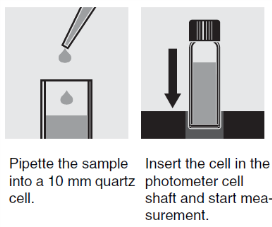 Pipette the sample
into a 10 mm quartz
cell.
Insert the cell in the
photometer cell
shaft and start mea-
surement.